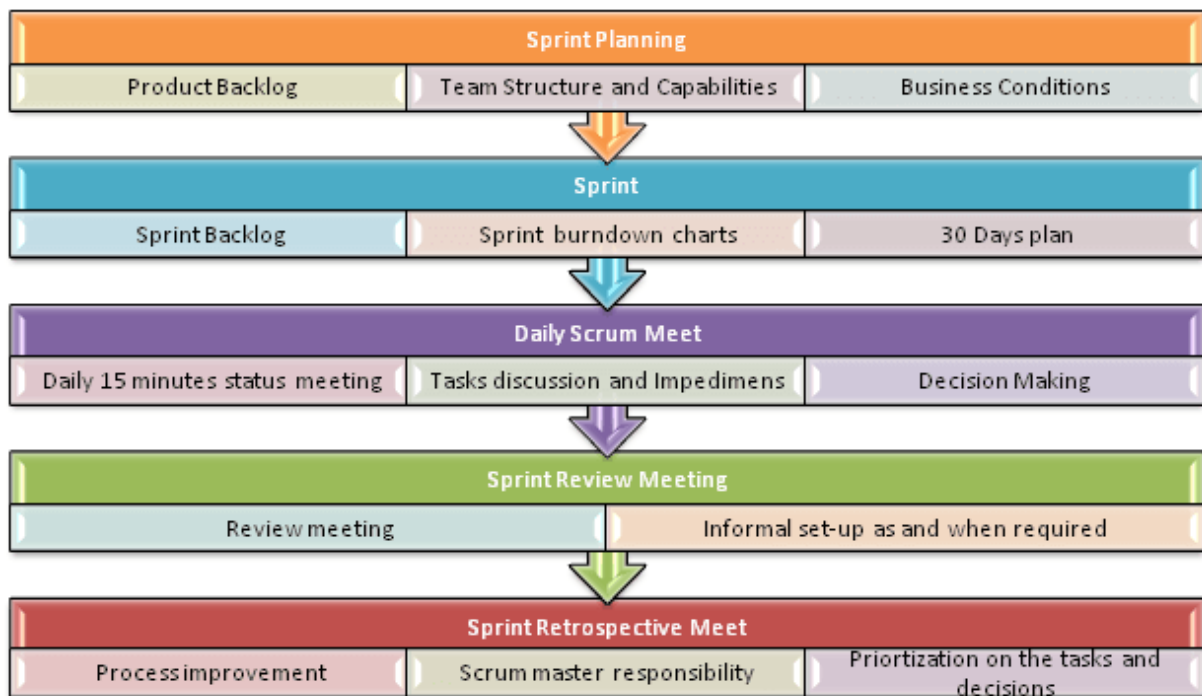 Sprint Planning
Product Backlog
Team Structure and Capabilities
Business Conditions
Sprint
Sprint Backlog
Sprint burndown charts
30 Days plan
Daily Scrum Meet
Daily 15 minutes status meeting
Tasks discussion and Impedimens
Decision Making
Sprint Review Meeting
Review meeting
Informal set-up as and when required
Sprint Retrospective Meet
Process improvement
Scrum master responsibility
Priortization on the tasks and
decisions